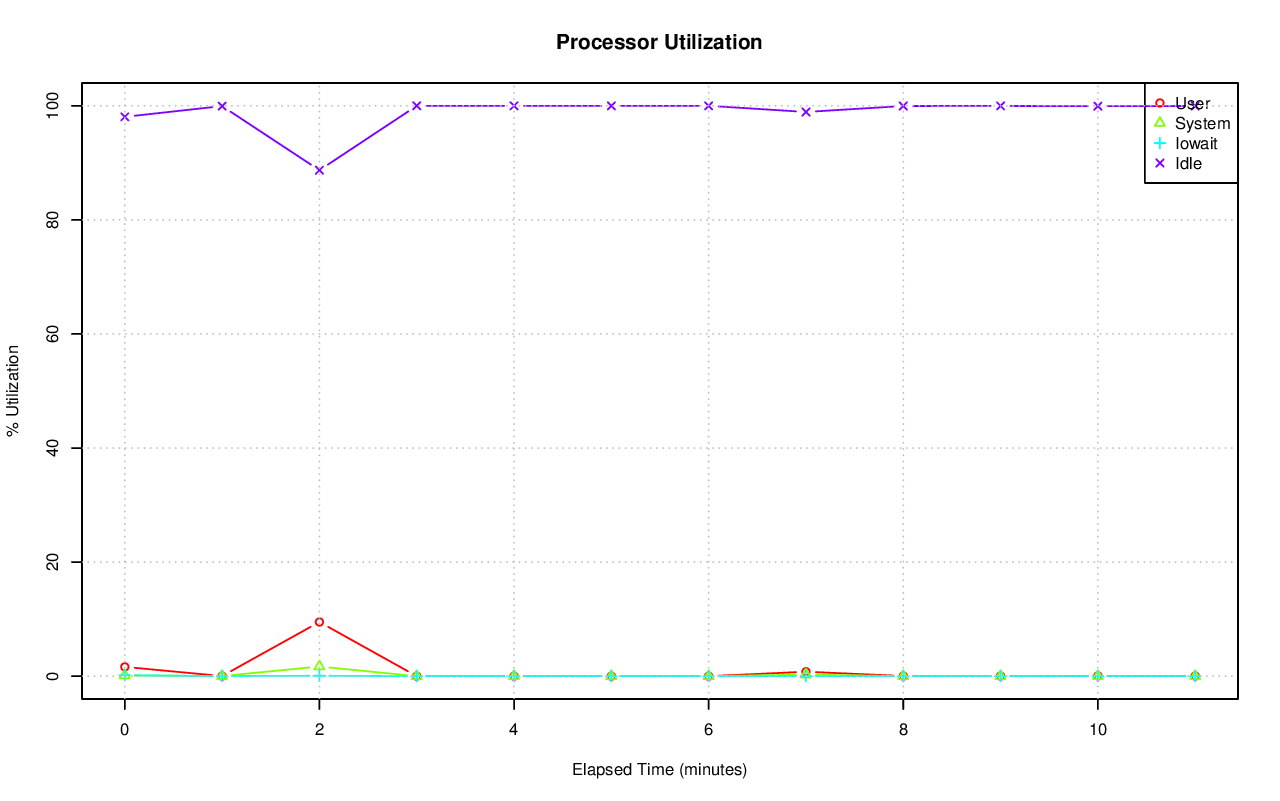 Processor Utilization
100
80
60
40
20
0
% Utilization
User
System
Iowait
Idle
0 2 4 6 8 10
Elapsed Time (minutes)